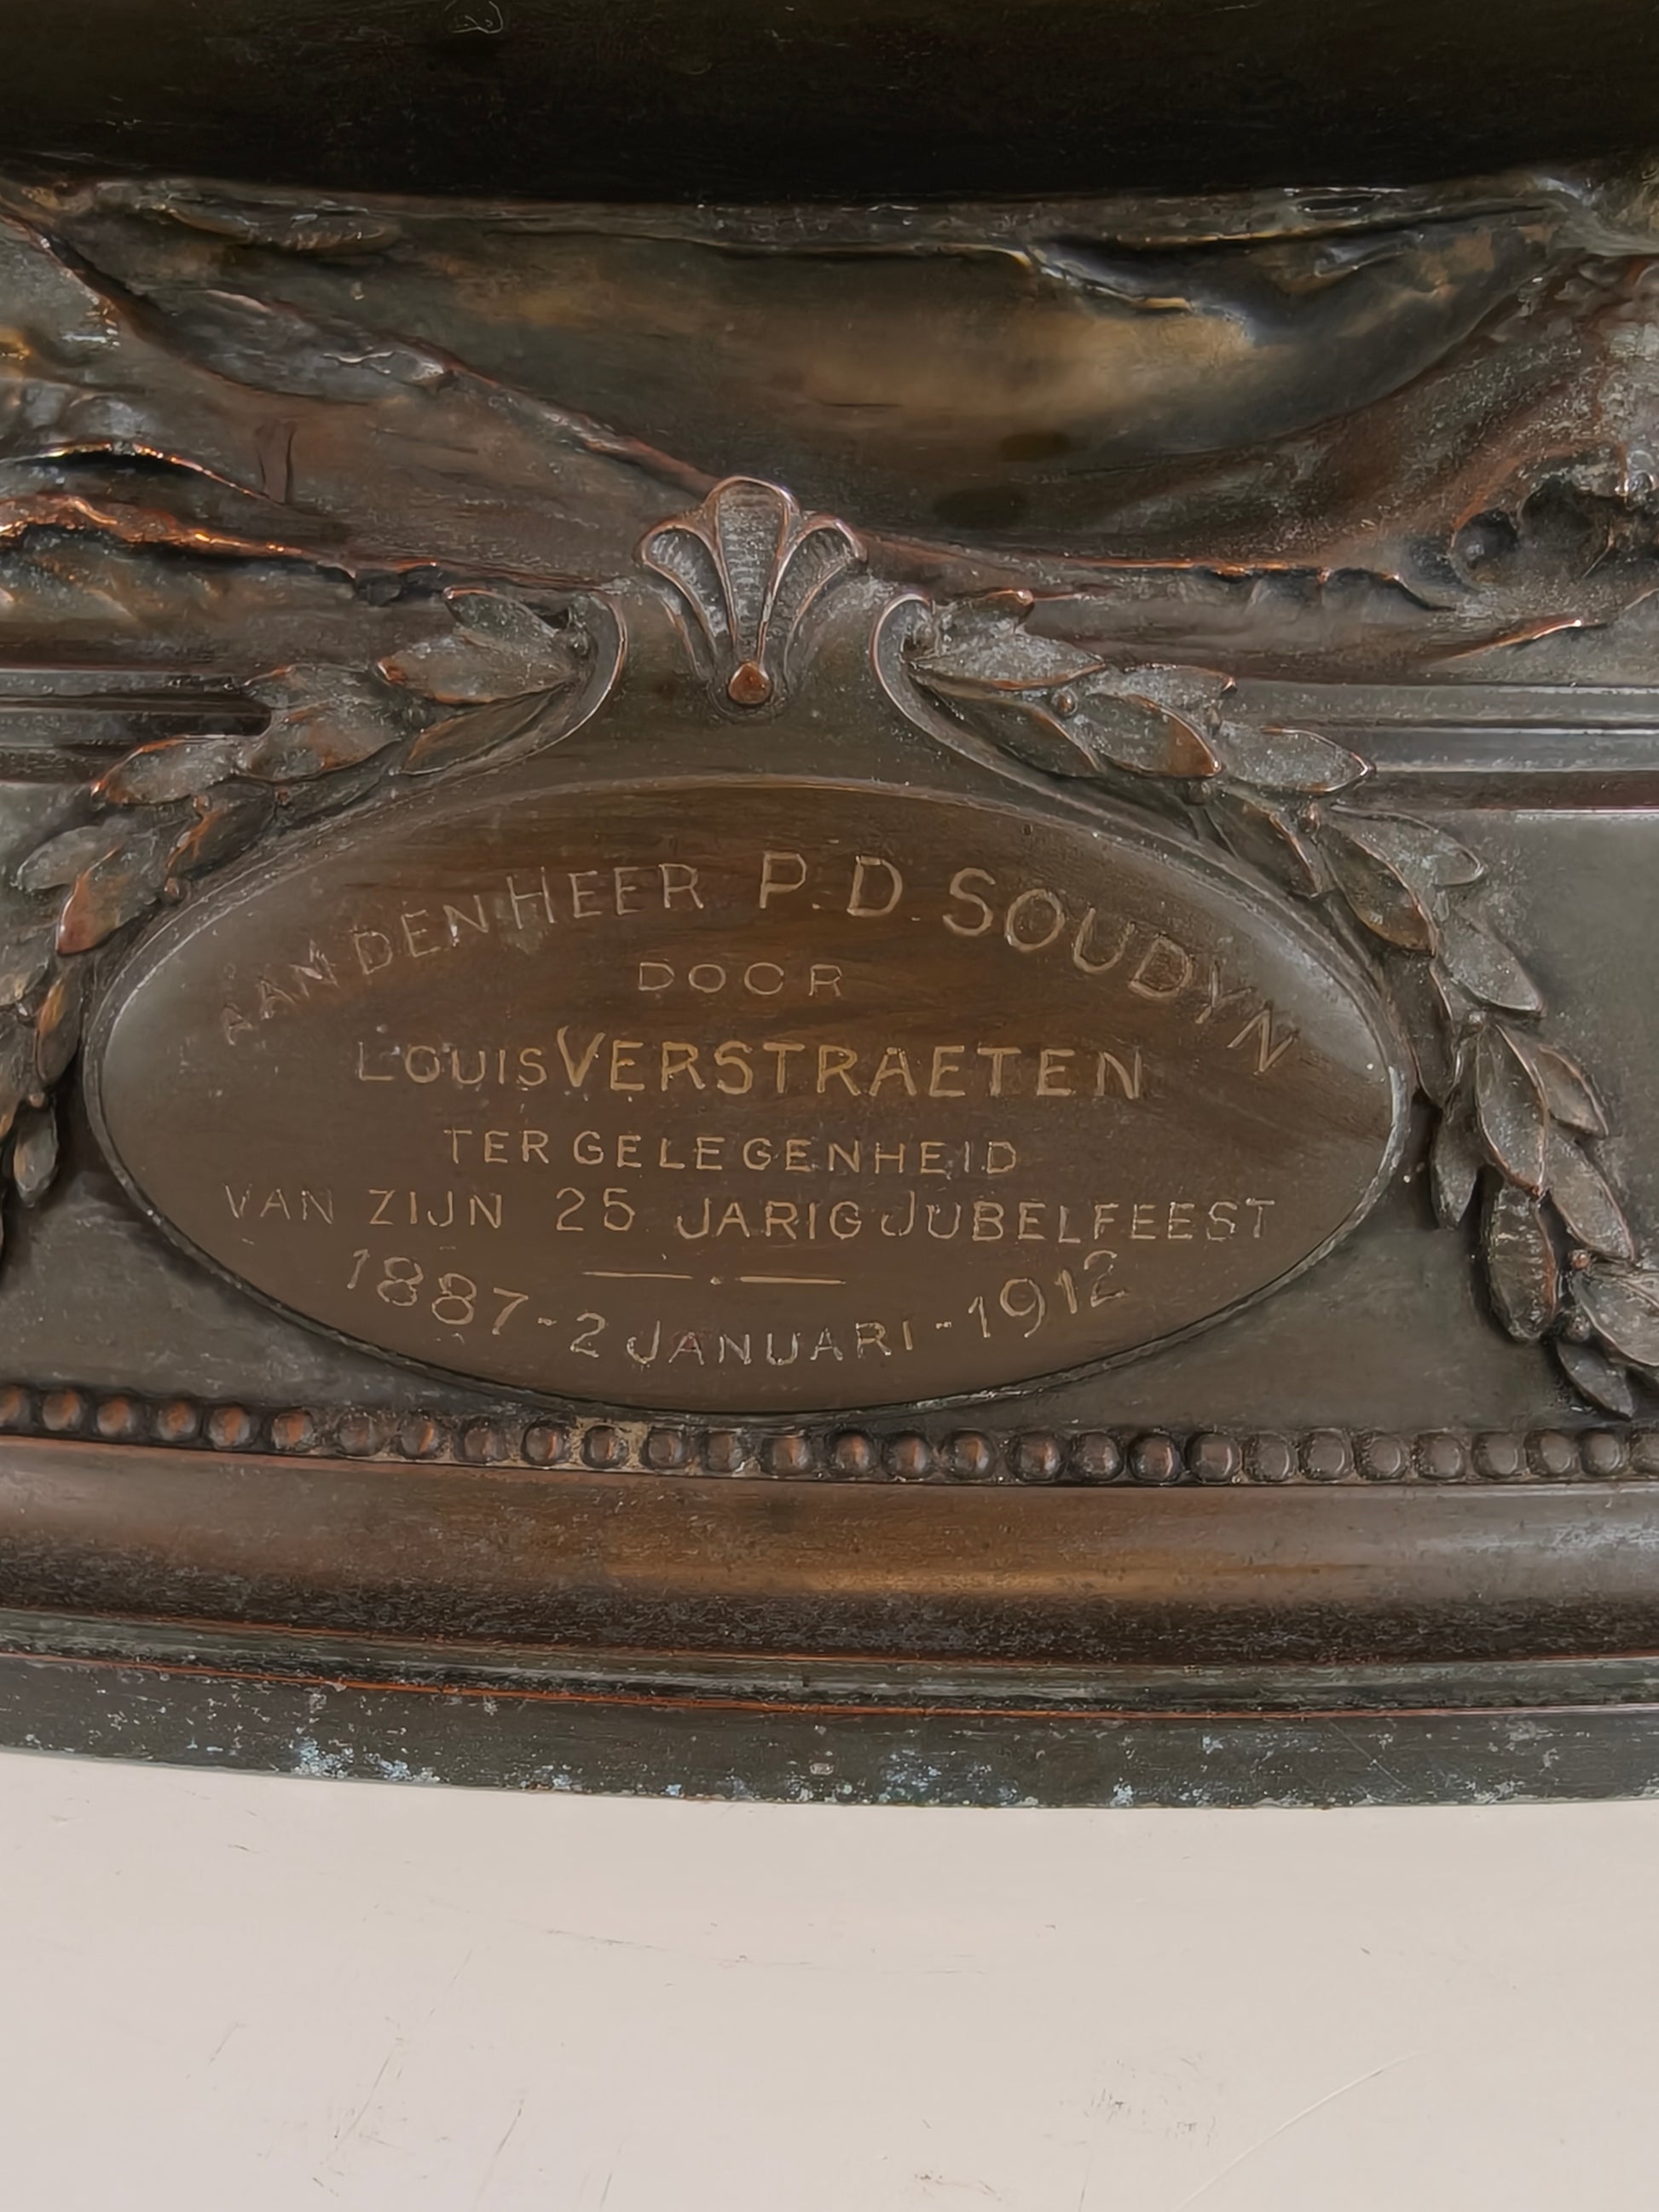 AAN DEN HEER P.D. SOUDYN
DOOR
LOUIS VERSTRAETEN
TER GELEGENHEID
VAN ZIJN 25 JARIG JUBELFEEST
1887-2 JANUARI-1912